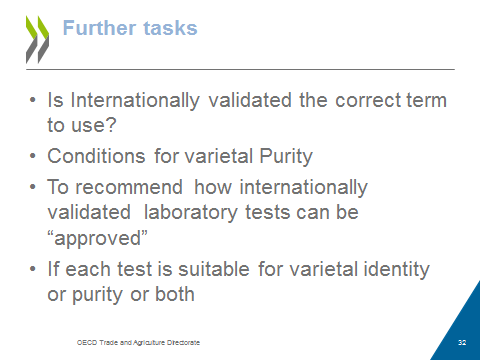 Further tasks
• Is Internationally validated the correct term
to use?
• Conditions for varietal Purity
• To recommend how internationally
validated laboratory tests can be
“approved”
• If each test is suitable for varietal identity
or purity or both
OECD Trade and Agriculture Directorate
32